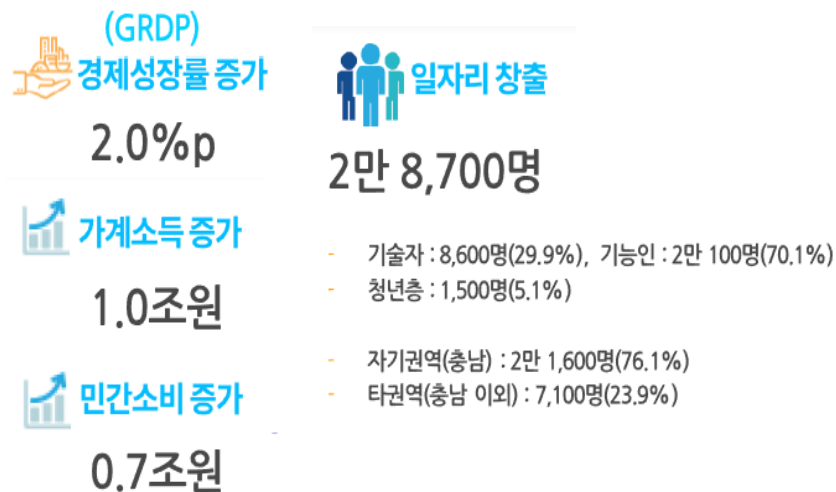 (GRDP)
경제성장률 증가
2.0%p
가계소득 증가
1.0조원
민간소비 증가
0.7조원
일자리 창출
2만 8,700명
- 기술자 : 8,600명(29.9%), 기능인 : 2만 100명(70.1%)
- 청년층 : 1,500명(5.1%)
- 자기권역(충남) : 2만 1,600명(76.1%)
- 타권역(충남 이외) : 7,100명(23.9%)